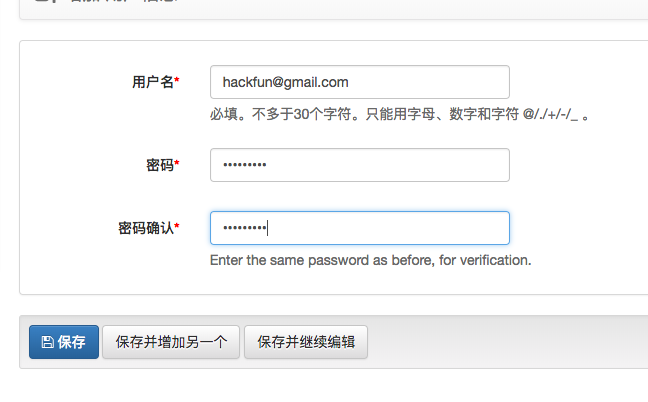 用户名*
hackfun@gmail.com
必填。不多于30个字符。只能用字母、数字和字符 @/./+/-/_ 。
密码*
•••••••••
密码确认*
•••••••••
Enter the same password as before, for verification.
保存
保存并增加另一个
保存并继续编辑